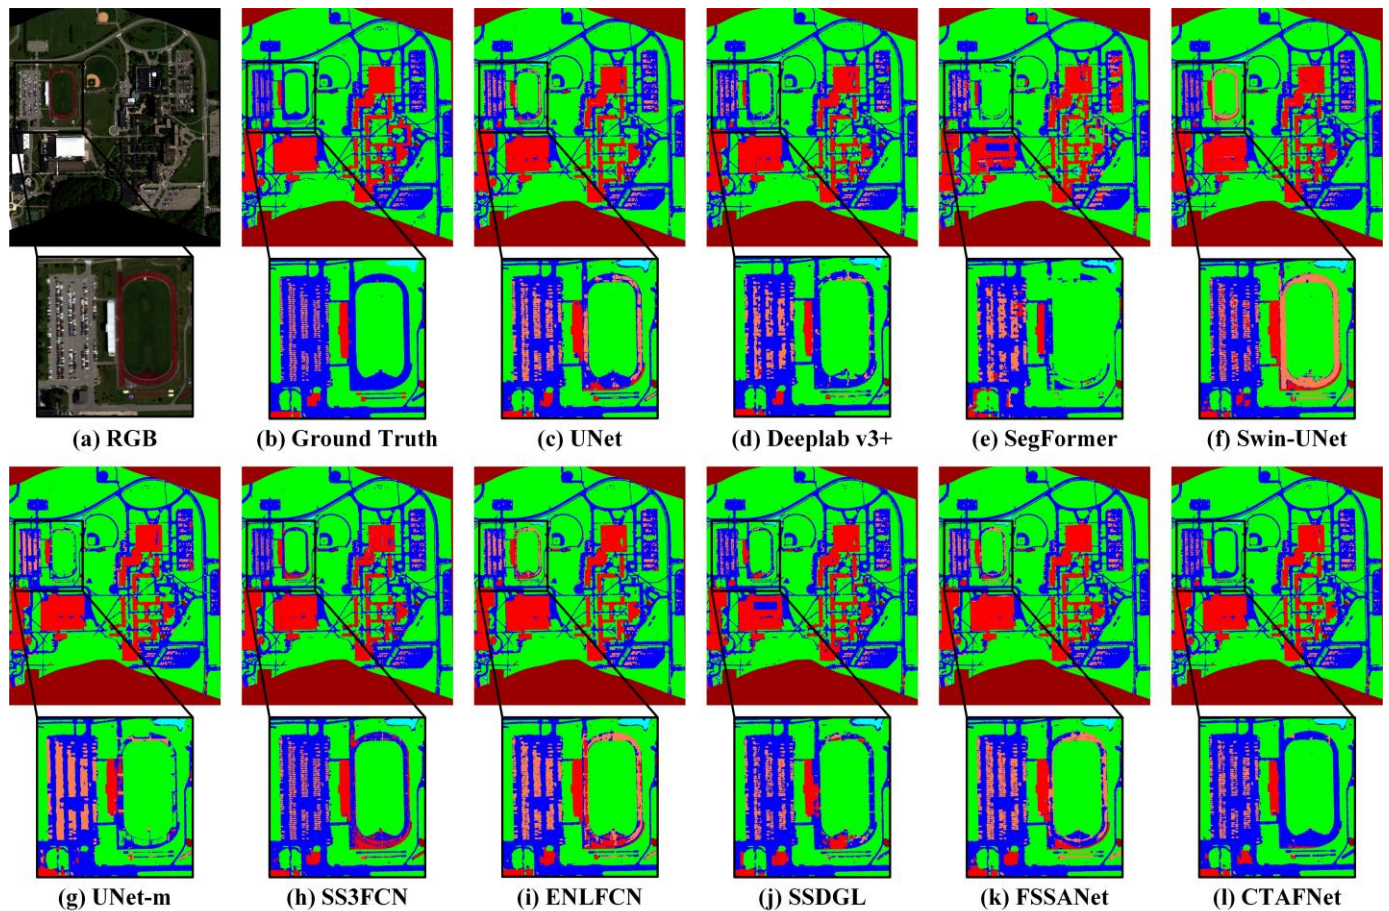 (a) RGB
(b) Ground Truth
(c) UNet
(d) Deeplab v3+
(e) SegFormer
(f) Swin-UNet
(g) UNet-m
(h) SS3FCN
(i) ENLFCN
(j) SSDGL
(k) FSSANet
(l) CTAFNet